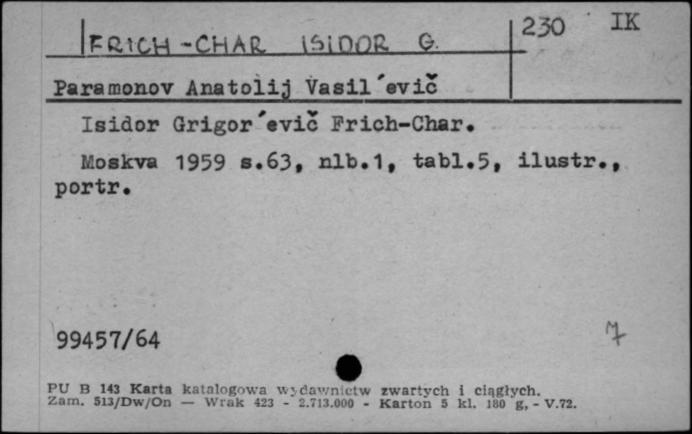 FRICH-CHAR ISIDOR G. 230 IK
Paramonov Anatolij Vasil´evič
Isidor Grigor´evič Frich-Char.
Moskva 1959 s.63, nlb.1, tabl.5, ilustr.,
portr.
99457/64
PU B 143 Karta katalogowa wydawnictw zwartych i ciągłych.
Zam. 513/Dw/On — Wrak 423 - 2.713.000 - Karton 5 kl. 180 g, - V.72.